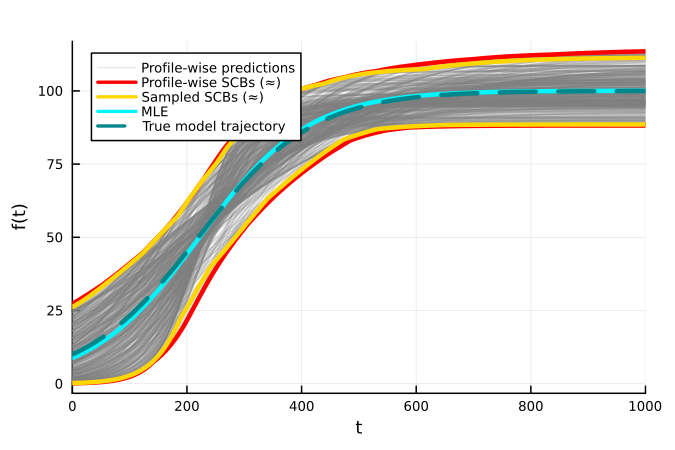 Profile-wise predictions
Profile-wise SCBs (≈)
Sampled SCBs (≈)
MLE
True model trajectory
f(t)
100
75
50
25
0
0 200 400 600 800 1000
t